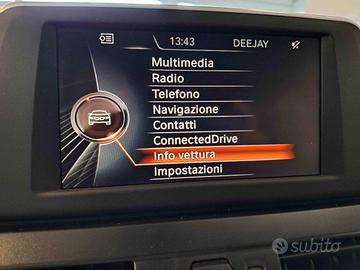 13:43 DEEJAY
Multimedia
Radio
Telefono
Navigazione
Contatti
ConnectedDrive
Info vettura
Impostazioni
subito